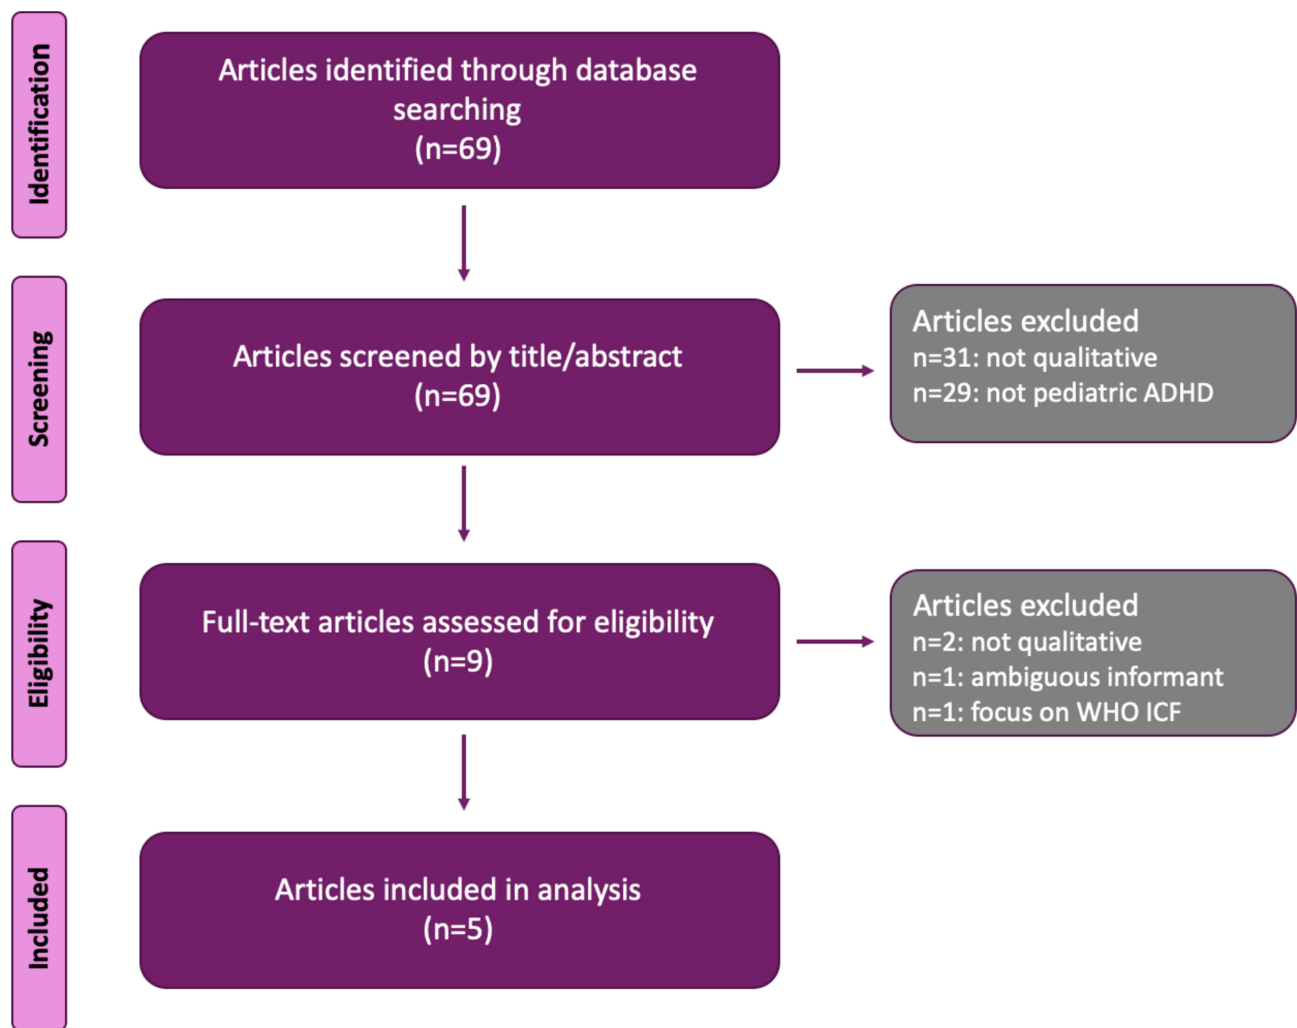 Identification
Articles identified through database
searching
(n=69)
Screening
Articles screened by title/abstract
(n=69)
Articles excluded
n=31: not qualitative
n=29: not pediatric ADHD
Eligibility
Full-text articles assessed for eligibility
(n=9)
Articles excluded
n=2: not qualitative
n=1: ambiguous informant
n=1: focus on WHO ICF
Included
Articles included in analysis
(n=5)